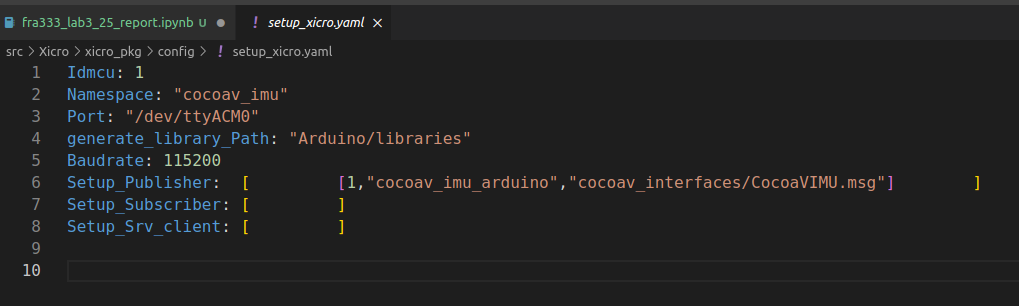 fra333_lab3_25_report.ipynb U ●
! setup_xicro.yaml ×
src > Xicro > xicro_pkg > config > ! setup_xicro.yaml
1 Idmcu: 1
2 Namespace: "cocoav_imu"
3 Port: "/dev/ttyACM0"
4 generate_library_Path: "Arduino/libraries"
5 Baudrate: 115200
6 Setup_Publisher: [ [1,"cocoav_imu_arduino","cocoav_interfaces/CocoaVIMU.msg"] ]
7 Setup_Subscriber: [ ]
8 Setup_Srv_client: [ ]
9
10